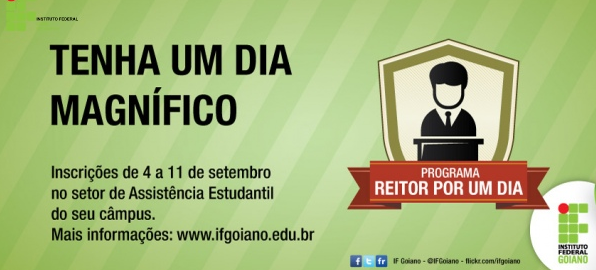 INSTITUTO FEDERAL
TENHA UM DIA
MAGNÍFICO
Inscrições de 4 a 11 de setembro
no setor de Assistência Estudantil
do seu câmpus.
Mais informações: www.ifgoiano.edu.br
PROGRAMA
REITOR POR UM DIA
f t fr IF Goiano - @IFGoiano - flickr.com/ifgoiano
INSTITUTO
FEDERAL
GOIANO